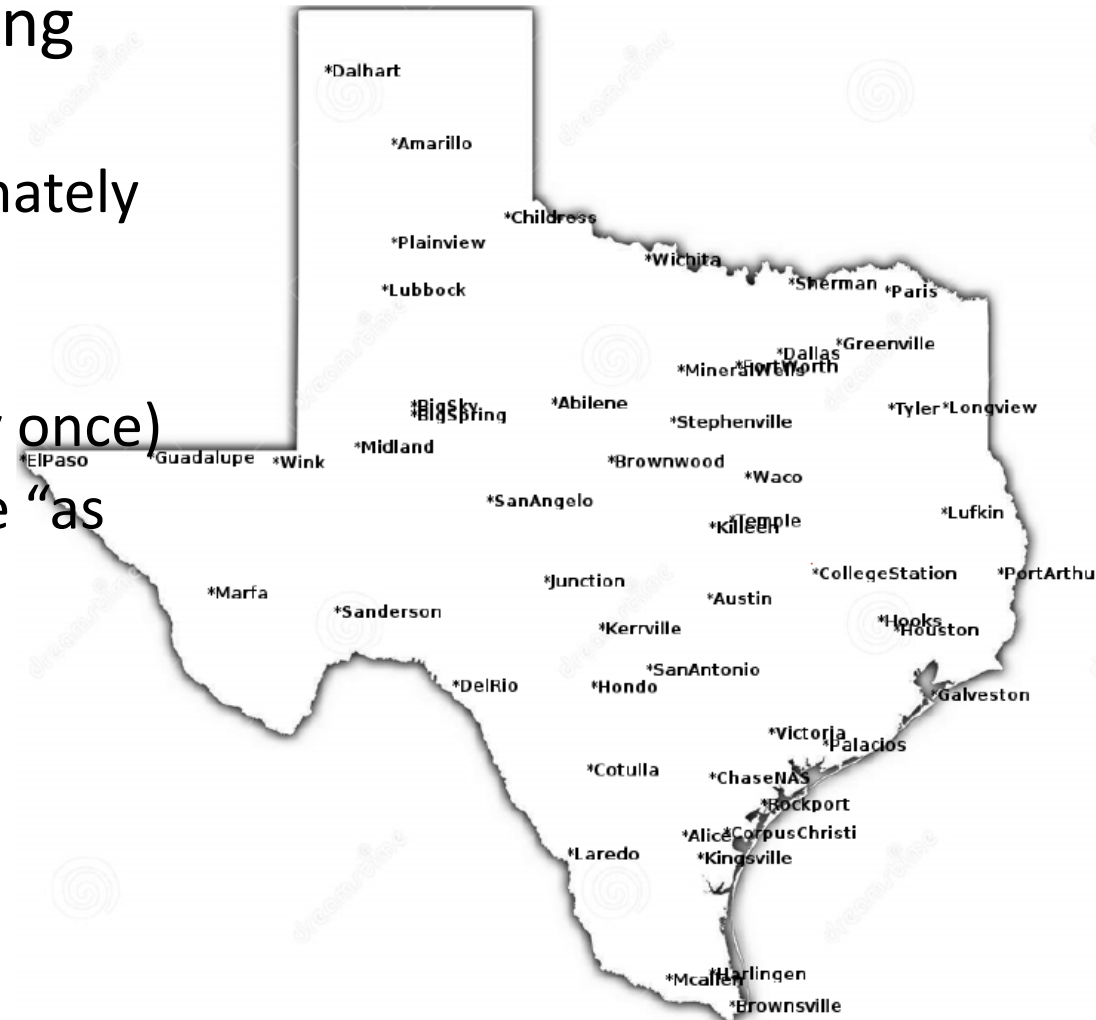 ng
*Dalhart
*Amarillo
nately
*Childress
*Plainview
*Wichita
*Sherman
*Paris
*Lubbock
*Greenville
*Dallas
*FortWorth
*MineralWells
*BigSky
*Abilene
*BigSpring
*Tyler
*Longview
*Stephenville
once)
*Midland
*ElPaso
*Guadalupe
*Wink
*Brownwood
*Waco
*SanAngelo
e “as
*Lufkin
*Temple
*Killeen
*CollegeStation
*PortArthu
*Junction
*Marfa
*Austin
*Sanderson
*Hooks
*Kerrville
*Houston
*SanAntonio
*DelRio
*Hondo
*Galveston
*Victoria
*Palacios
*Cotulla
*ChaseNAS
*Rockport
*Alice
*CorpusChristi
*Laredo
*Kingsville
*Harlingen
*Mcallen
*Brownsville